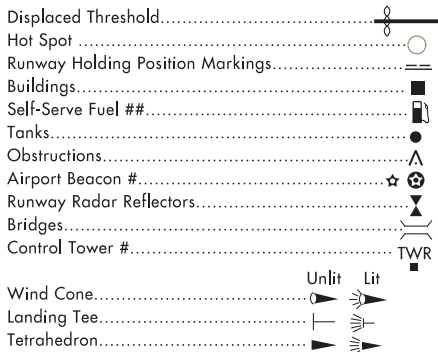 Displaced Threshold
Hot Spot
Runway Holding Position Markings
Buildings
Self-Serve Fuel ##
Tanks
Obstructions
Airport Beacon #
Runway Radar Reflectors
Bridges
Control Tower # TWR
Unlit Lit
Wind Cone
Landing Tee
Tetrahedron